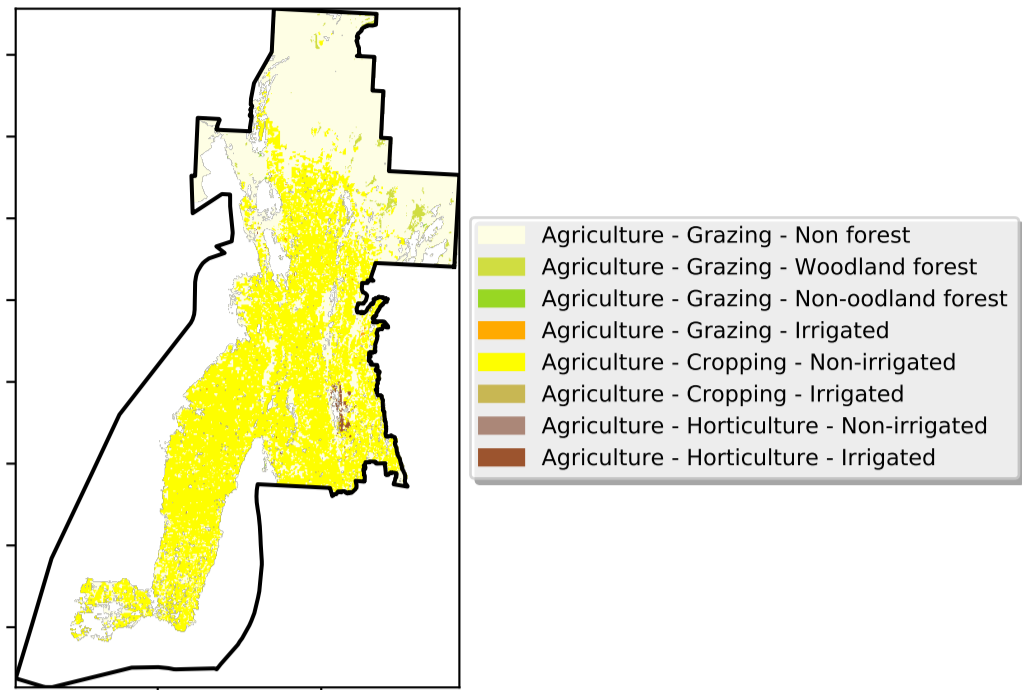 Agriculture - Grazing - Non forest
Agriculture - Grazing - Woodland forest
Agriculture - Grazing - Non-oodland forest
Agriculture - Grazing - Irrigated
Agriculture - Cropping - Non-irrigated
Agriculture - Cropping - Irrigated
Agriculture - Horticulture - Non-irrigated
Agriculture - Horticulture - Irrigated